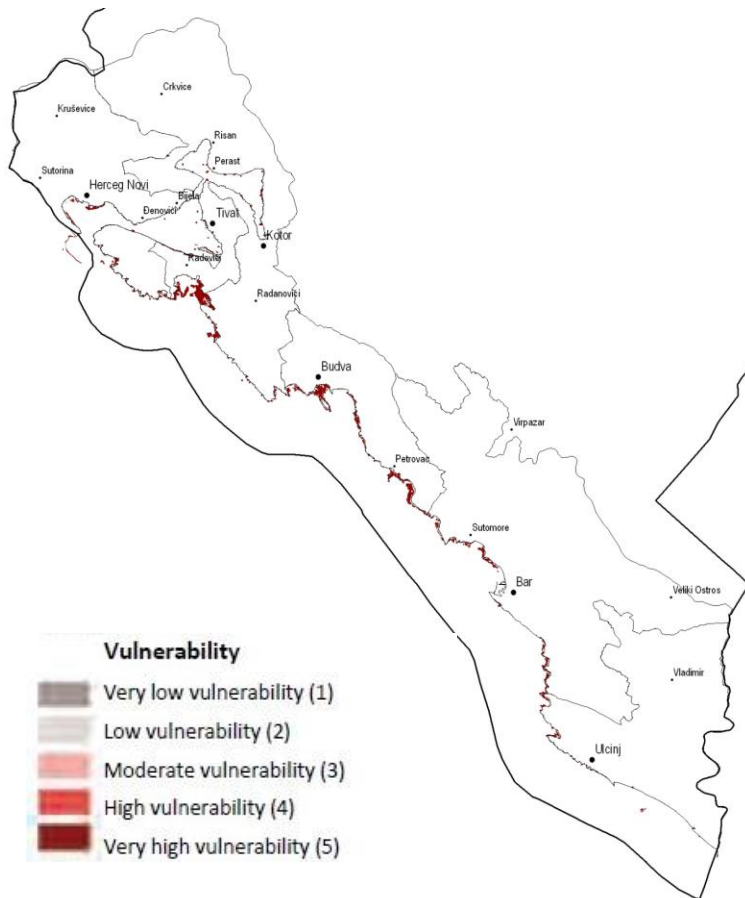 Crkvice
Kruševice
Risan
Perast
Sutorina
Herceg Novi
Bijela
Đenovići
Tivat
Kotor
Radovići
Radanovići
Budva
Virpazar
Petrovac
Sutomore
Bar
Veliki Ostros
Vladimir
Ulcinj
Vulnerability
Very low vulnerability (1)
Low vulnerability (2)
Moderate vulnerability (3)
High vulnerability (4)
Very high vulnerability (5)